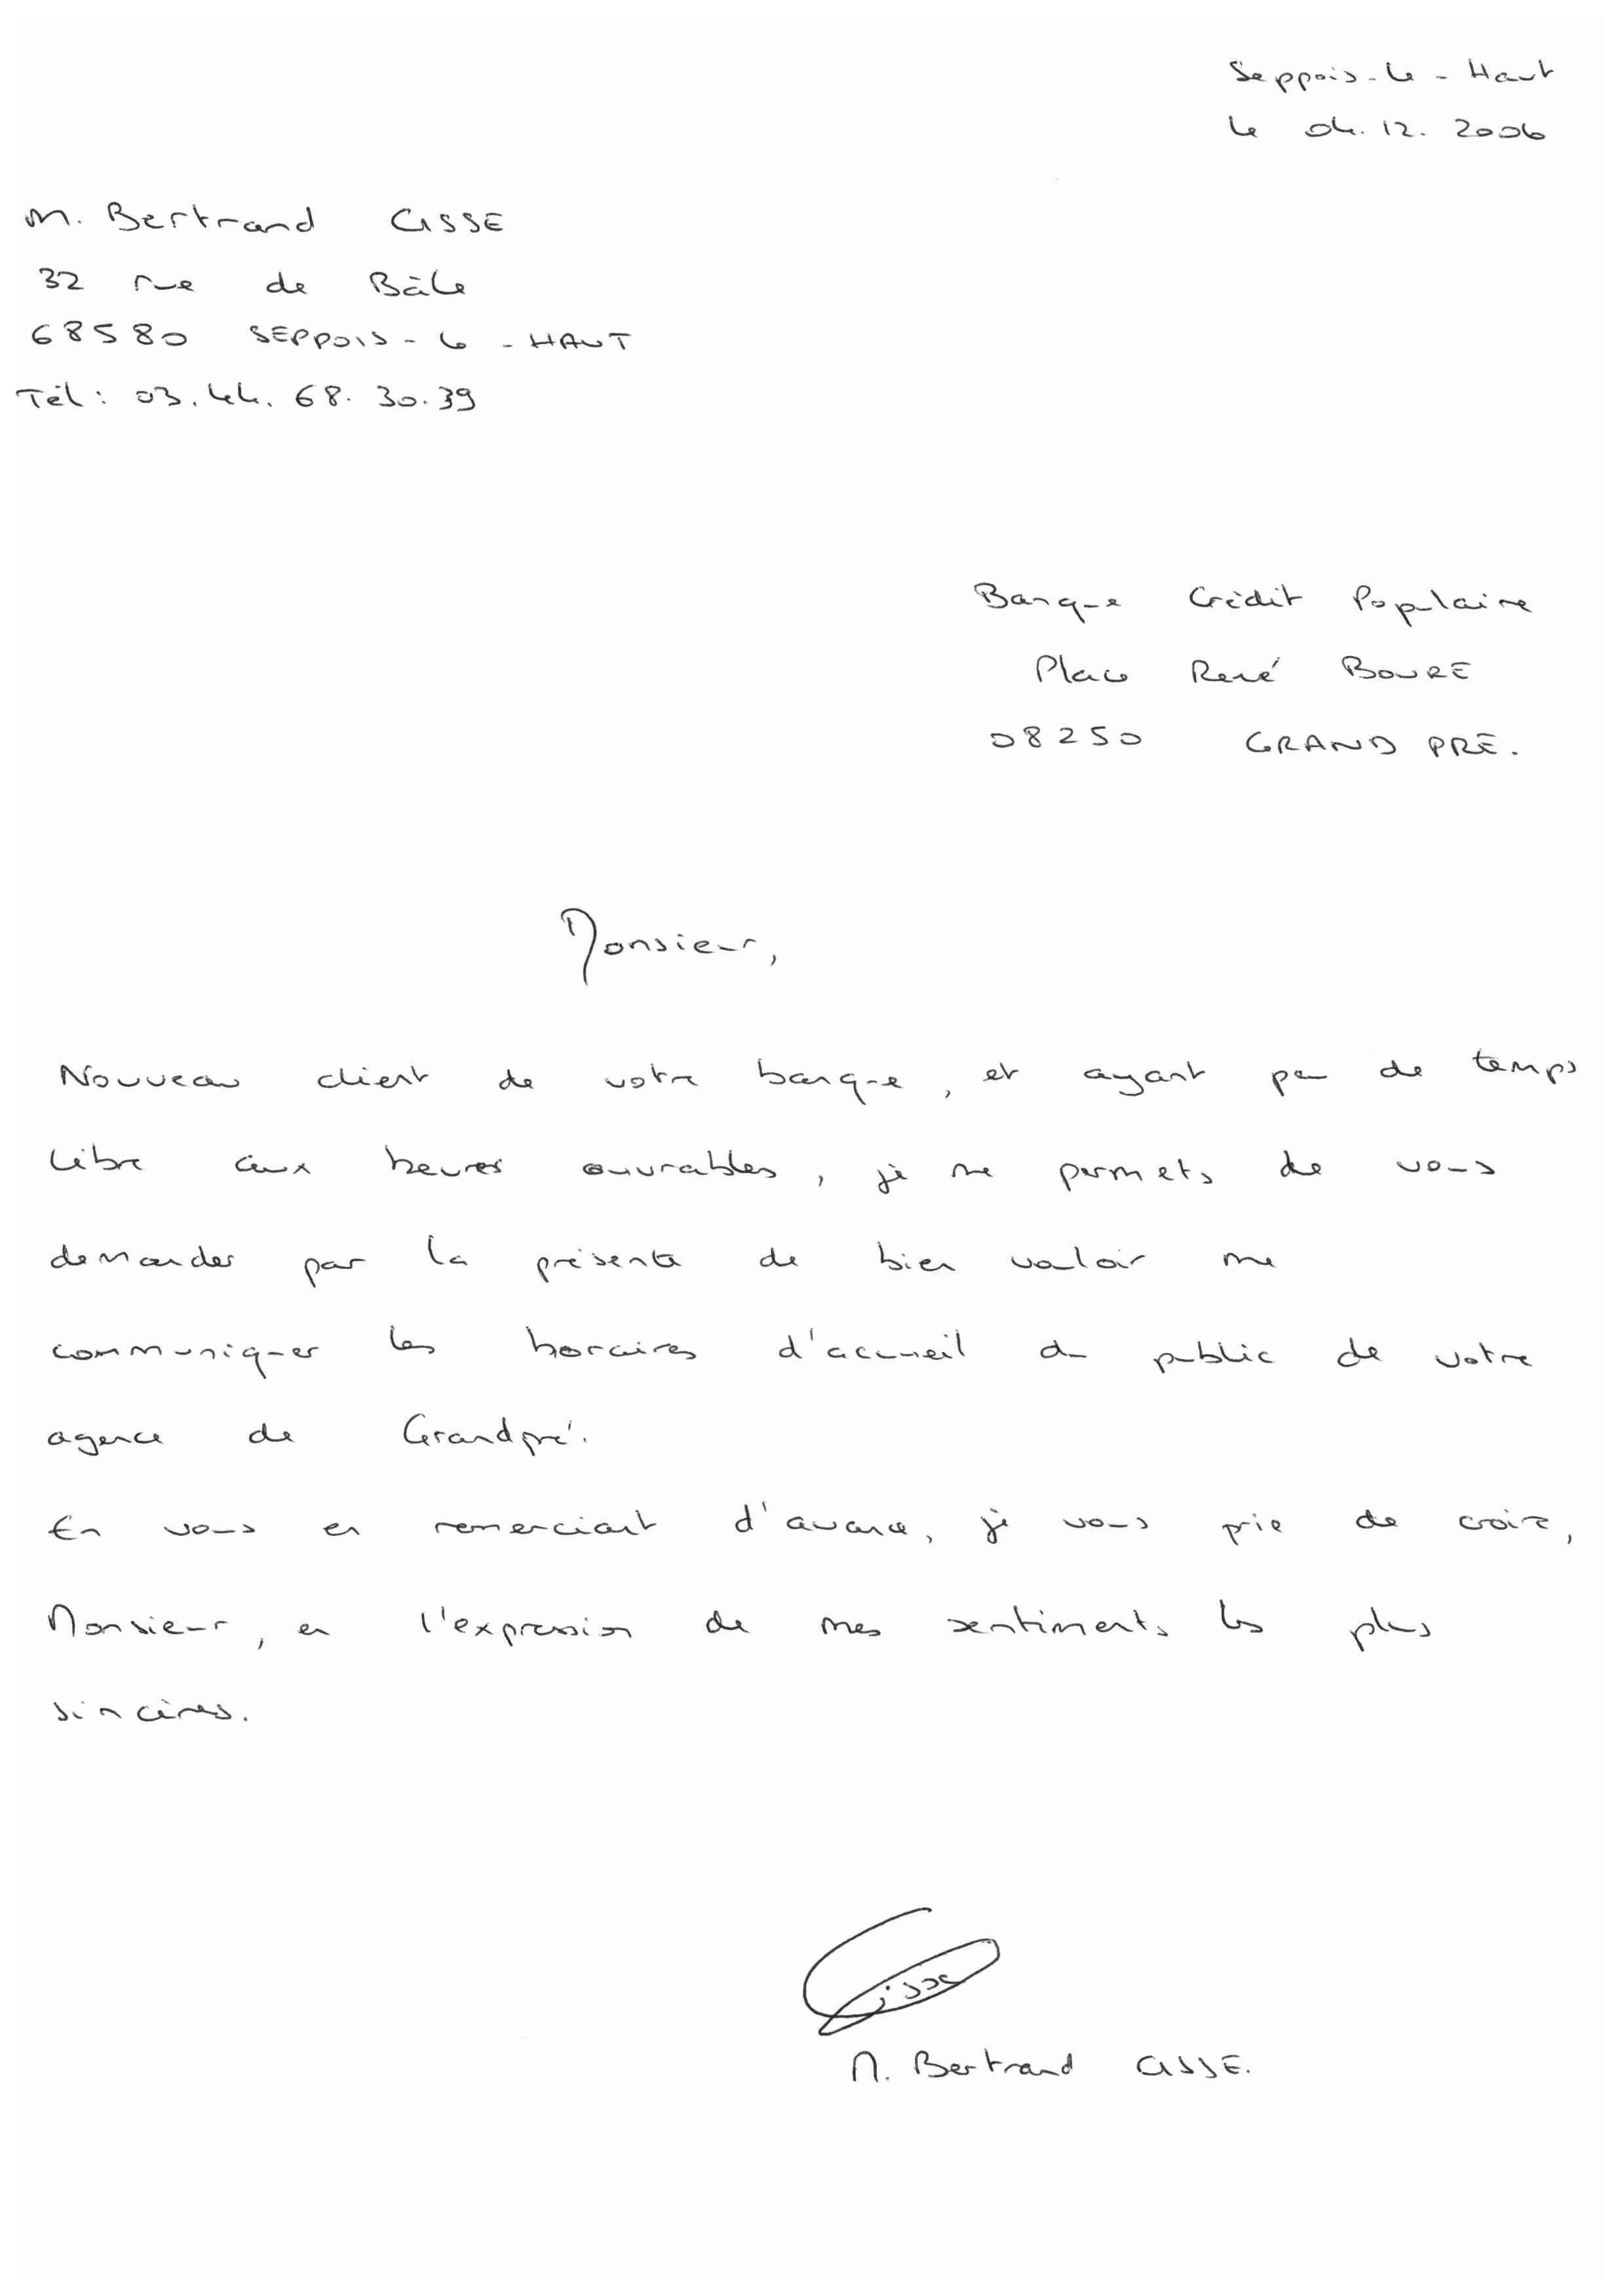 Seppois-le-Haut
le 04.12.2006
M. Bertrand CISSE
32 rue de Bâle
68580 SEPPOIS-le-HAUT
Tél: 03.44.68.30.39
Banque Crédit Populaire
Place René BOURE
08250 GRAND PRE.
Monsieur,
Nouveau client de votre banque, et ayant peu de temps
libre aux heures ouvrables, je me permets de vous
demander par la présente de bien vouloir me
communiquer les horaires d'accueil du public de votre
agence de Grandpré.
En vous en remerciant d'avance, je vous prie de croire,
Monsieur, en l'expression de mes sentiments les plus
sincères.
Cisse
M. Bertrand CISSE.